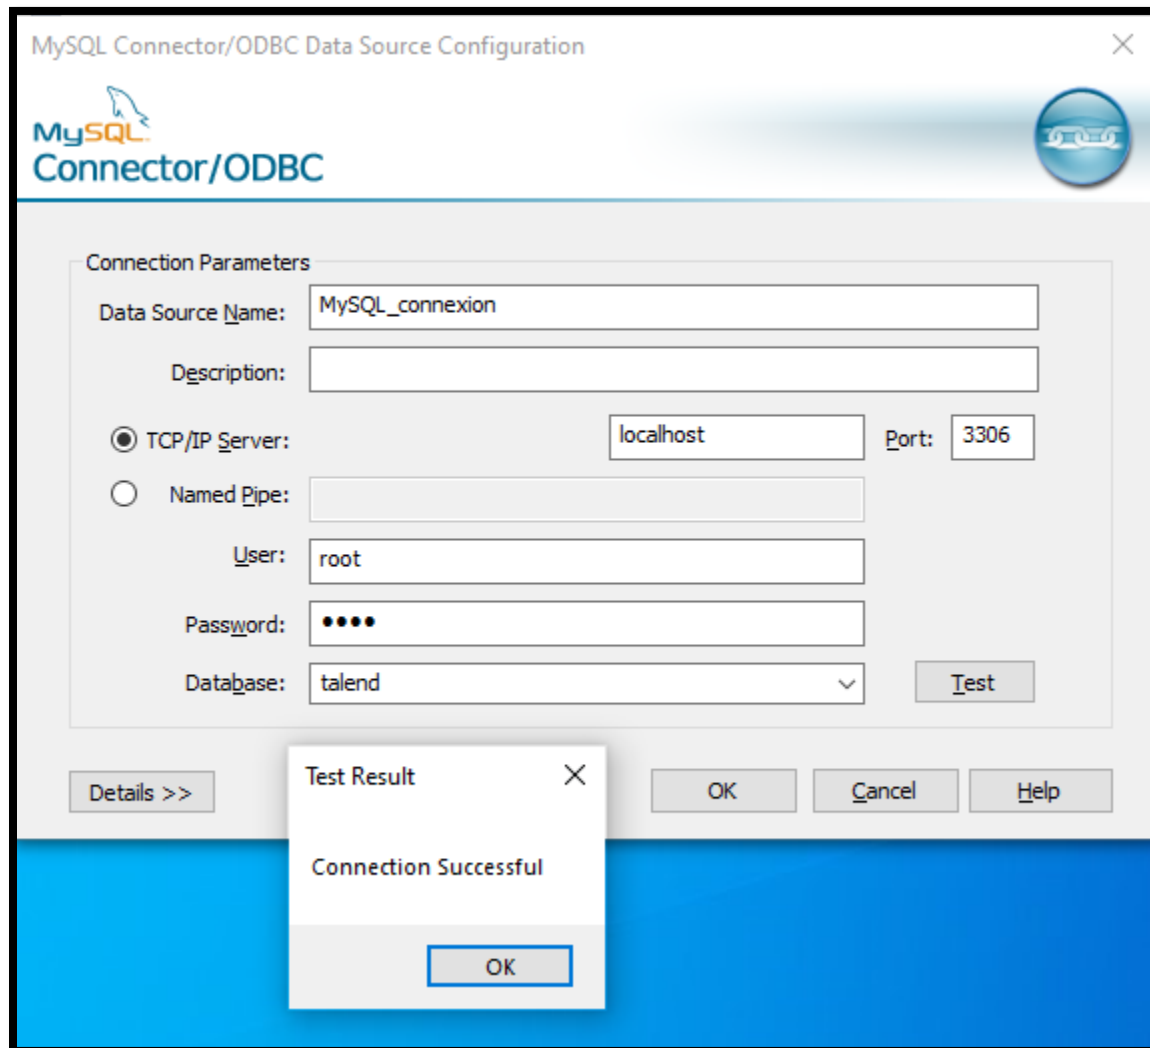 MySQL Connector/ODBC Data Source Configuration
MySQL
Connector/ODBC
Connection Parameters
Data Source Name: MySQL_connexion
Description:
TCP/IP Server: localhost Port: 3306
Named Pipe:
User: root
Password: ••••
Database: talend Test
Details >> OK Cancel Help
Test Result
Connection Successful
OK